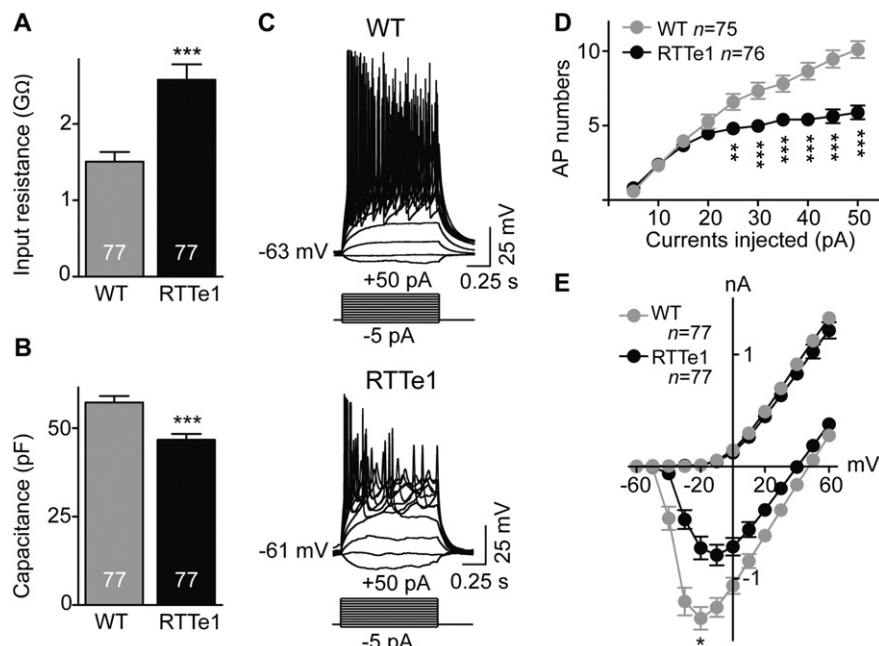 A
Input resistance (GΩ)
2
1
0
***
77
77
WT
RTTe1
B
Capacitance (pF)
50
25
0
***
77
77
WT
RTTe1
C
WT
-63 mV
25 mV
0.25 s
+50 pA
-5 pA
RTTe1
-61 mV
25 mV
0.25 s
+50 pA
-5 pA
D
WT n=75
RTTe1 n=76
AP numbers
10
5
**
***
***
***
***
***
10 20 30 40 50
Currents injected (pA)
E
nA
WT
n=77
RTTe1
n=77
1
mV
-60 -20 20 60
-1
*